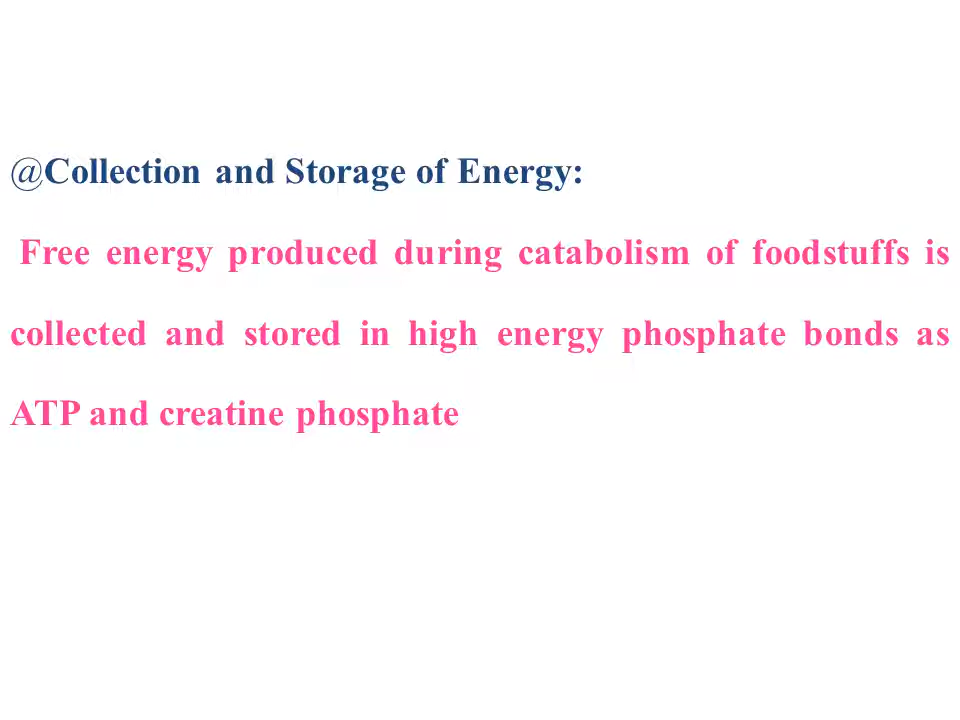 @Collection and Storage of Energy:
Free energy produced during catabolism of foodstuffs is
collected and stored in high energy phosphate bonds as
ATP and creatine phosphate